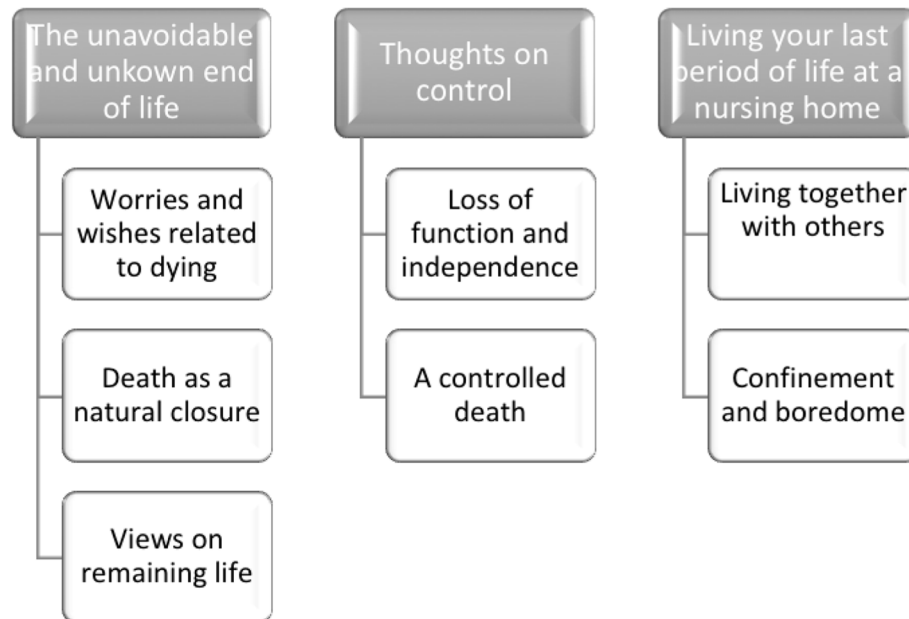 The unavoidable
and unkown end
of life
Worries and
wishes related
to dying
Death as a
natural closure
Views on
remaining life
Thoughts on
control
Loss of
function and
independence
A controlled
death
Living your last
period of life at a
nursing home
Living together
with others
Confinement
and boredome